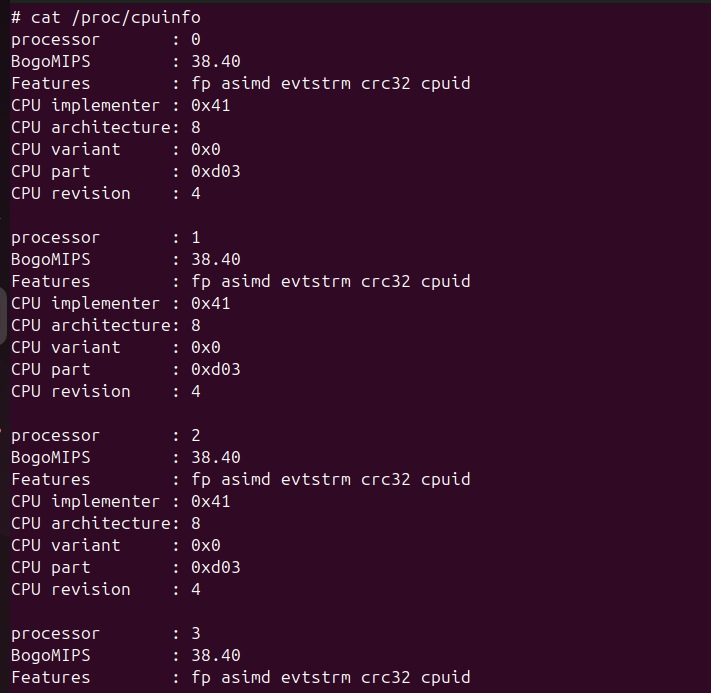 # cat /proc/cpuinfo
processor       : 0
BogoMIPS        : 38.40
Features        : fp asimd evtstrm crc32 cpuid
CPU implementer : 0x41
CPU architecture: 8
CPU variant     : 0x0
CPU part        : 0xd03
CPU revision    : 4

processor       : 1
BogoMIPS        : 38.40
Features        : fp asimd evtstrm crc32 cpuid
CPU implementer : 0x41
CPU architecture: 8
CPU variant     : 0x0
CPU part        : 0xd03
CPU revision    : 4

processor       : 2
BogoMIPS        : 38.40
Features        : fp asimd evtstrm crc32 cpuid
CPU implementer : 0x41
CPU architecture: 8
CPU variant     : 0x0
CPU part        : 0xd03
CPU revision    : 4

processor       : 3
BogoMIPS        : 38.40
Features        : fp asimd evtstrm crc32 cpuid